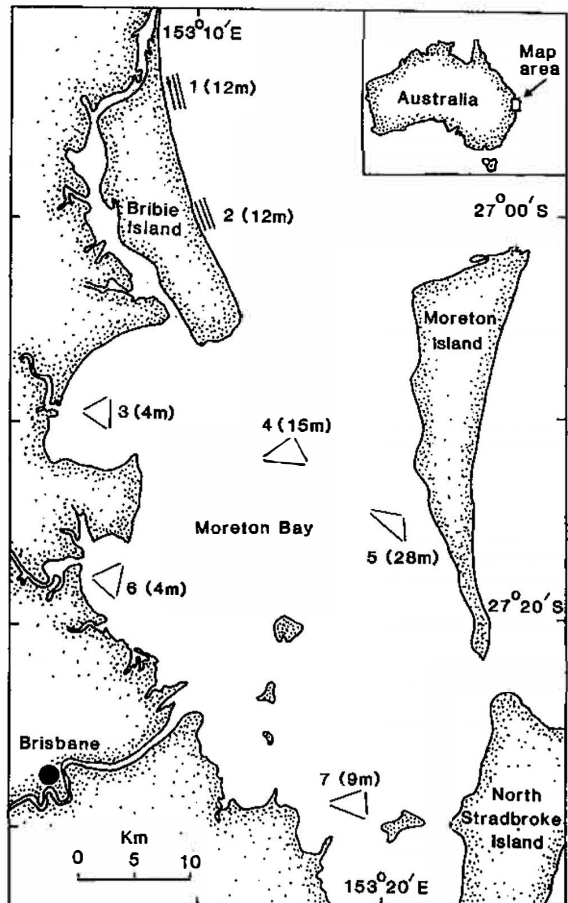 153°10′E
1 (12m)
Map
area
Australia
2 (12m)
27°00′S
Bribie
Island
Moreton
Island
3 (4m)
4 (15m)
Moreton Bay
5 (28m)
6 (4m)
27°20′S
Brisbane
7 (9m)
North
Stradbroke
Island
Km
0 5 10
153°20′E